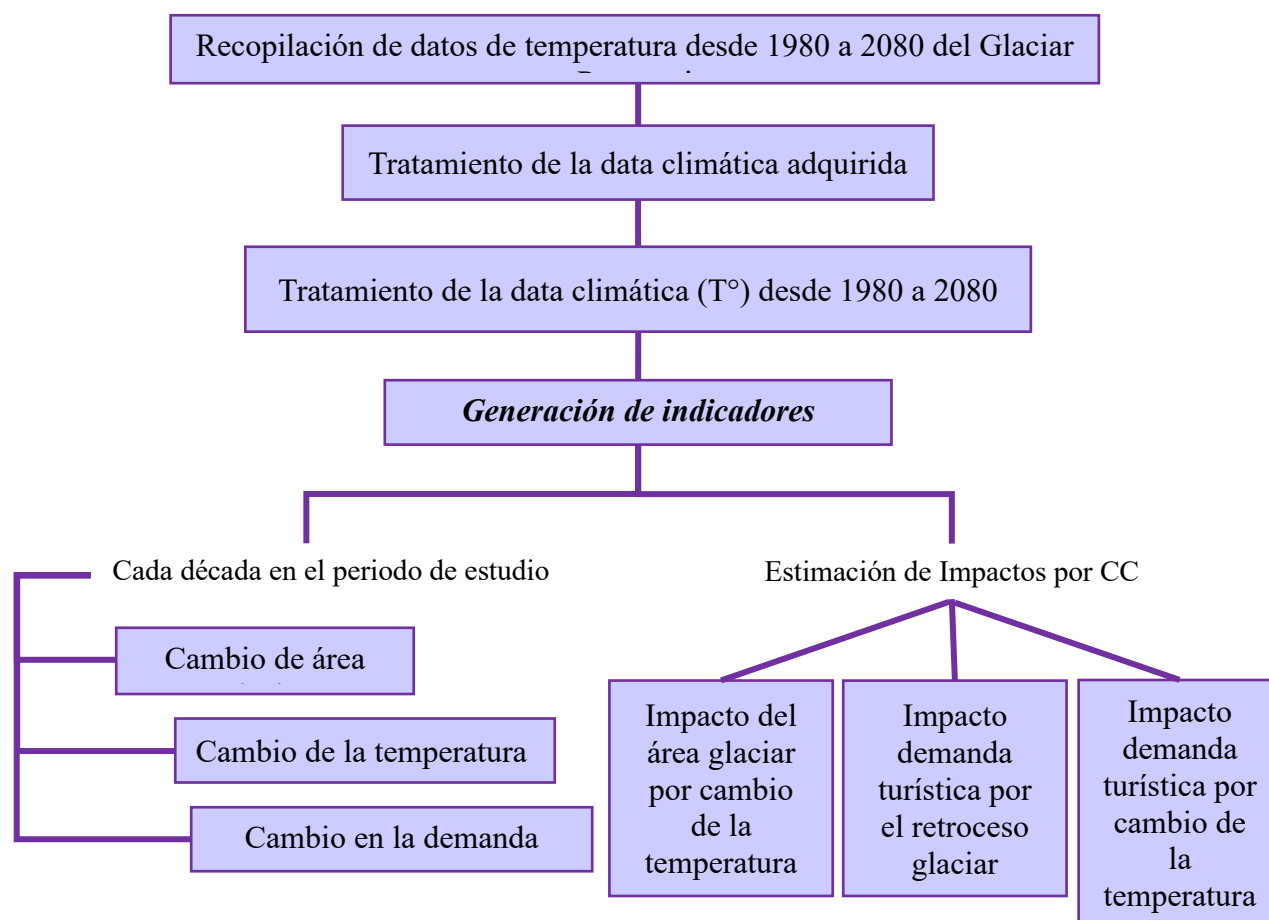 Recopilación de datos de temperatura desde 1980 a 2080 del Glaciar
Tratamiento de la data climática adquirida
Tratamiento de la data climática (T°) desde 1980 a 2080
Generación de indicadores
Cada década en el periodo de estudio
Cambio de área
Cambio de la temperatura
Cambio en la demanda
Estimación de Impactos por CC
Impacto del
área glaciar
por cambio
de la
temperatura
Impacto
demanda
turística por
el retroceso
glaciar
Impacto
demanda
turística por
cambio de
la
temperatura